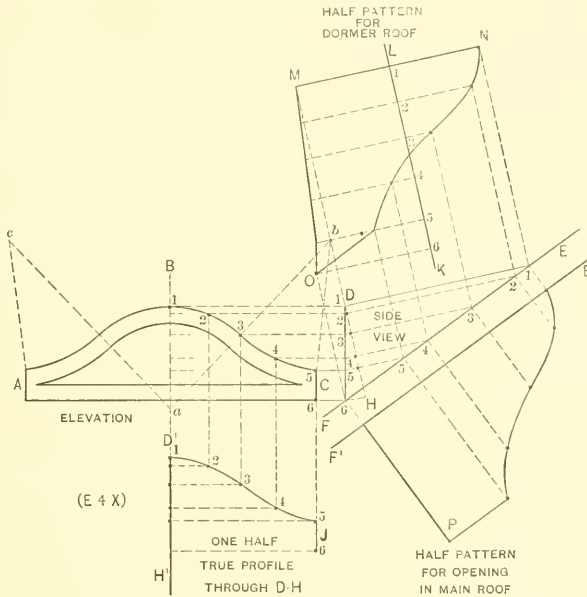 HALF PATTERN
FOR
DORMER ROOF
L
N
M
1
2
4
5
6
K
O
b
c
B
1
2
3
4
5
A
C
6
a
ELEVATION
1
2
3
4
5
6
D
SIDE
VIEW
H
F
F'
E
1
2
3
4
5
E
D'
1
2
3
4
5
J
6
(E 4 X)
H'
ONE HALF
TRUE PROFILE
THROUGH D-H
P
HALF PATTERN
FOR OPENING
IN MAIN ROOF